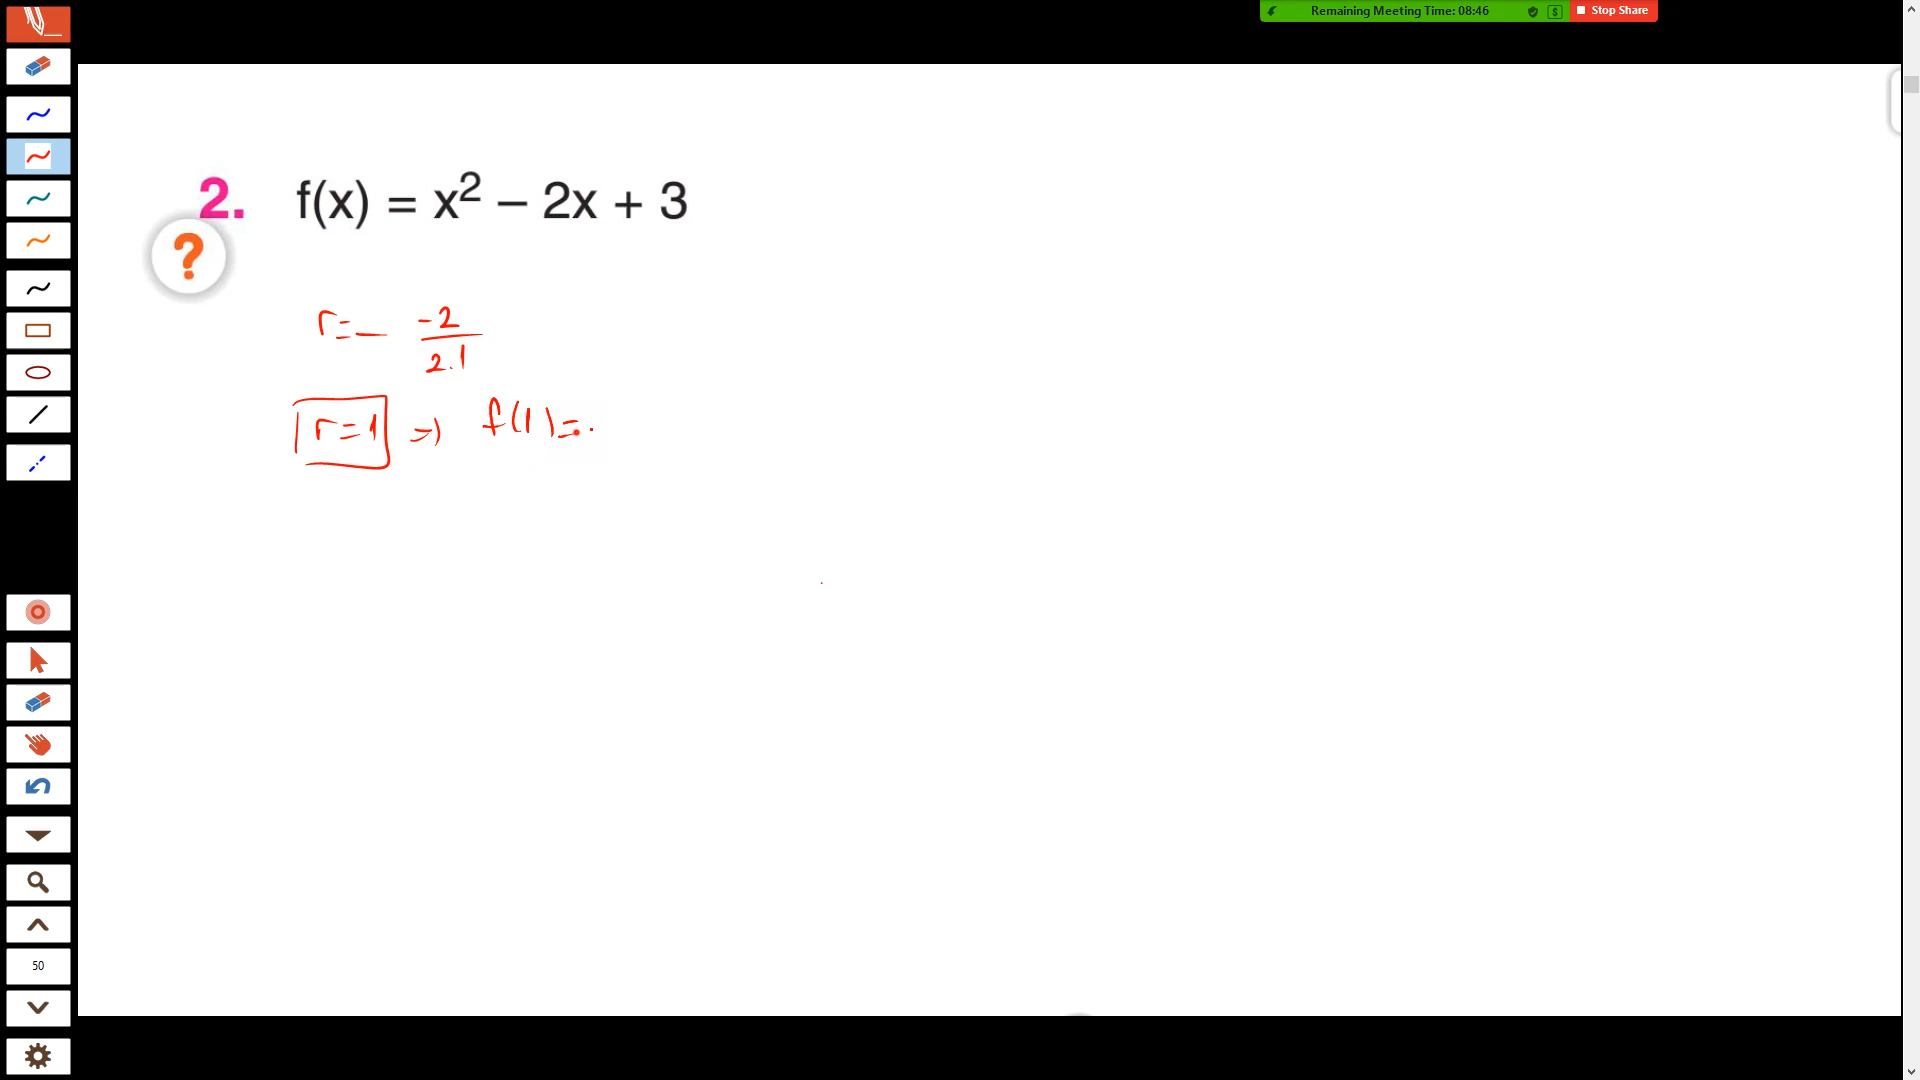 Remaining Meeting Time: 08:46
Stop Share
2. f(x) = x² – 2x + 3
?
r = – -2/2.1
r=1 => f(1)=.
50